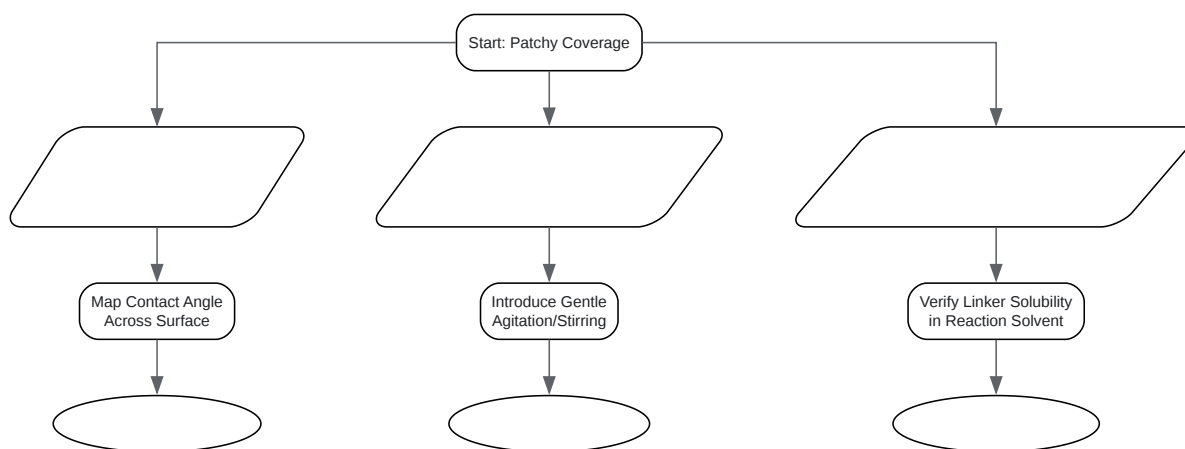 Start: Patchy Coverage
Map Contact Angle
Across Surface
Introduce Gentle
Agitation/Stirring
Verify Linker Solubility
in Reaction Solvent